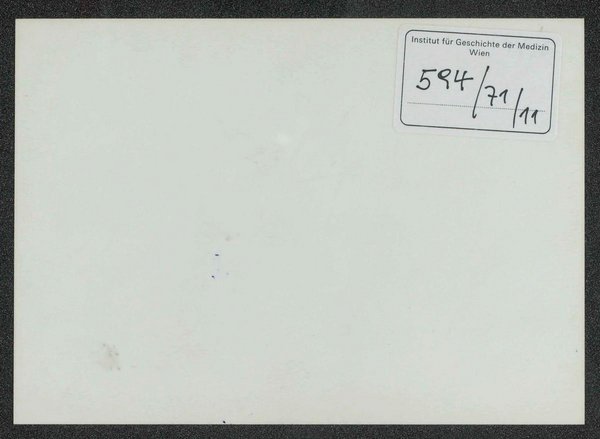 Institut für Geschichte der Medizin
Wien
594/71/11